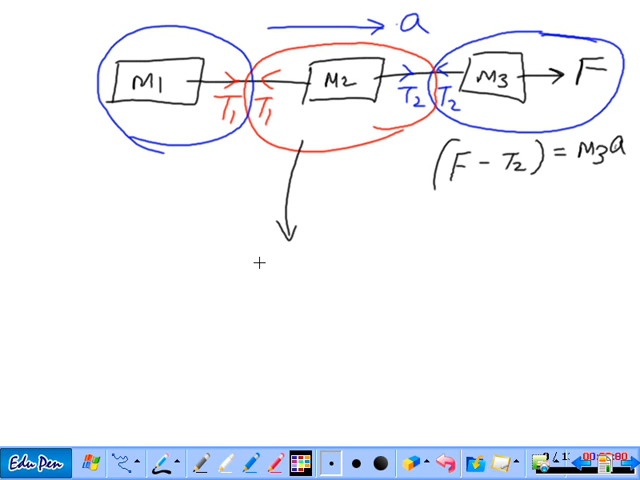 a
M1 T1 T1 M2 T2 T2 M3 F
(F - T2) = M3a
Edu Pen